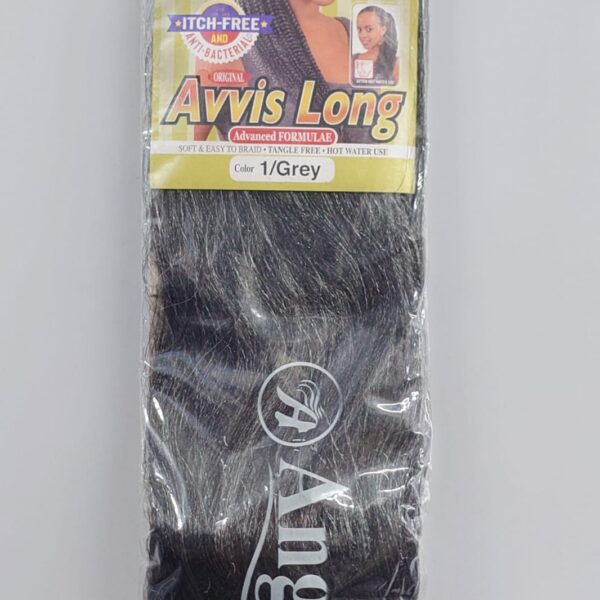 ITCH-FREE
AND
ANTI-BACTERIAL
ORIGINAL
Avvis Long
Advanced FORMULAE
SOFT & EASY TO BRAID • TANGLE FREE • HOT WATER USE
Color 1/Grey
A
Ang